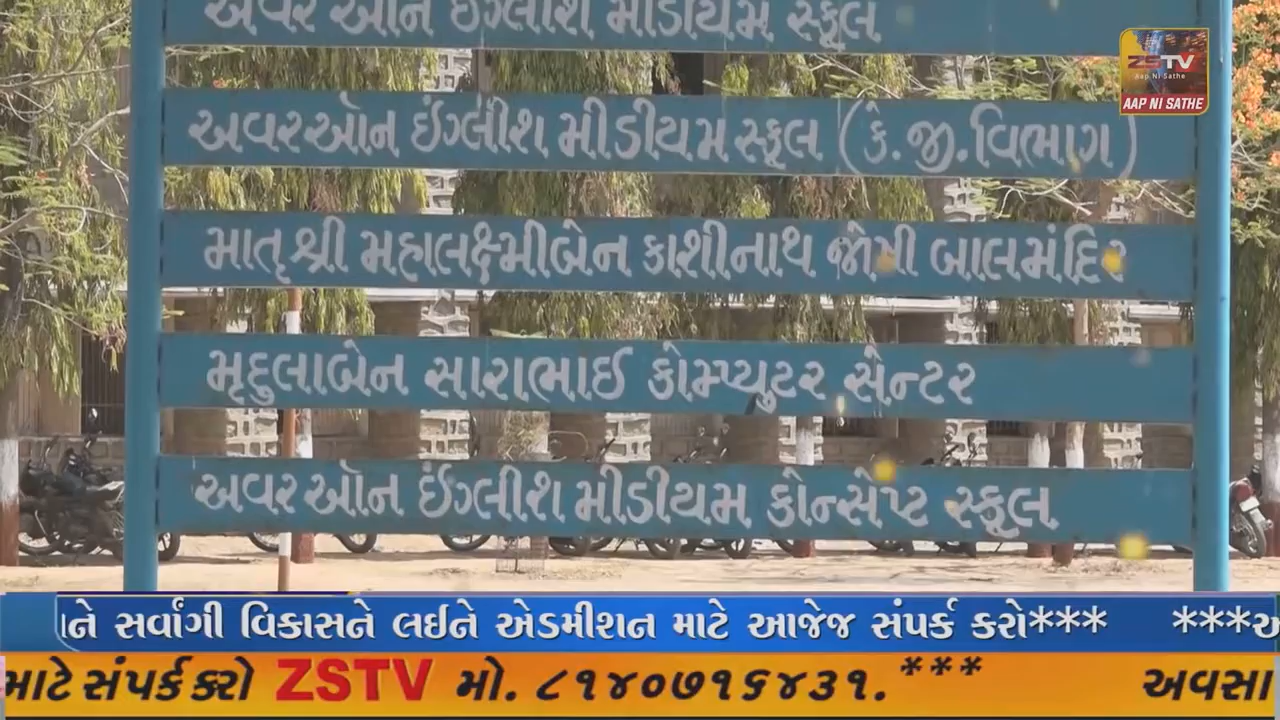 અવર ઓન ઈંગ્લીશ મીડીયમ સ્કૂલ
ZSTV
Aap Ni Sathe
AAP NI SATHE
અવરઓન ઈંગ્લીશ મીડીયમ સ્કૂલ (કે.જી.વિભાગ)
માતૃશ્રી મહાલક્ષ્મીબેન કાશીનાથ જોષી બાલમંદિર
મૃદુલાબેન સારાભાઈ કોમ્પ્યુટર સેન્ટર
અવરઓન ઈંગ્લીશ મીડીયમ કોન્સેપ્ટ સ્કૂલ
ને સર્વાંગી વિકાસને લઈને એડમીશન માટે આજેજ સંપર્ક કરો*** ***અ
માટે સંપર્ક કરો ZSTV મો. ૮૧૪૦૭૧૬૪૩૧. *** અવસા